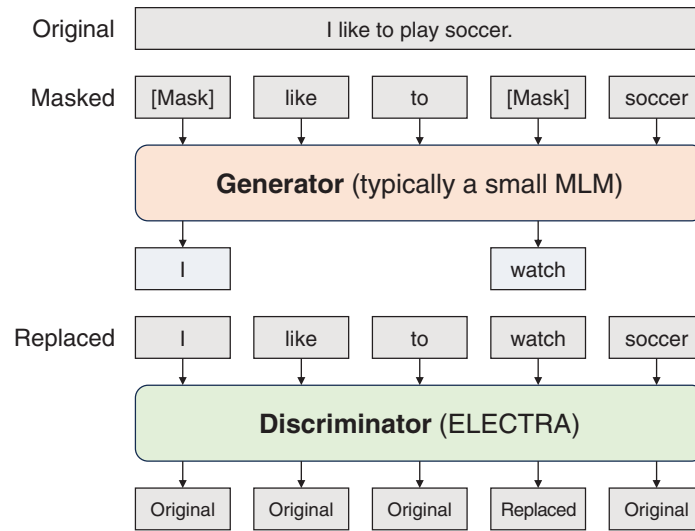 Original I like to play soccer.
Masked [Mask] like to [Mask] soccer
Generator (typically a small MLM)
I watch
Replaced I like to watch soccer
Discriminator (ELECTRA)
Original Original Original Replaced Original